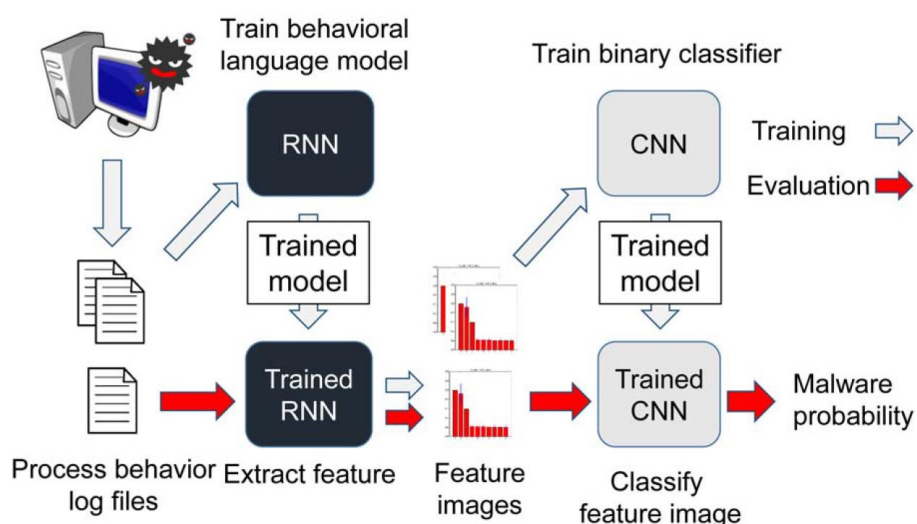 Train behavioral
language model
Train binary classifier
RNN
CNN
Training
Evaluation
Trained
model
Trained
model
Trained
RNN
Trained
CNN
Malware
probability
Process behavior
log files
Extract feature
Feature
images
Classify
feature image